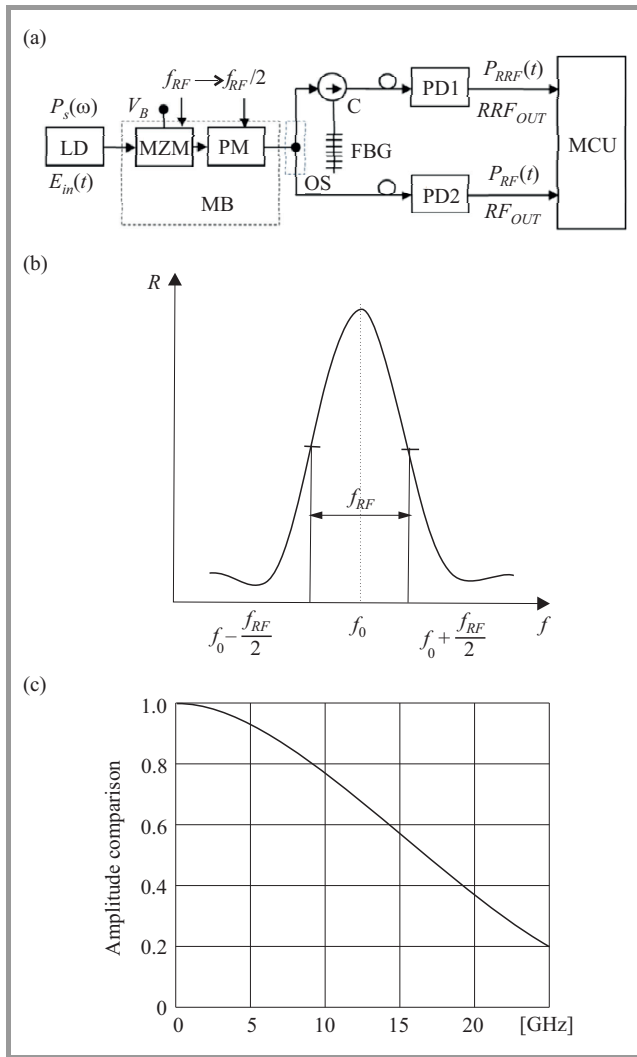 (a)
f_RF → f_RF/2
P_s(ω) V_B
LD MZM PM
E_in(t) MB
C FBG OS
PD1 P_RRF(t) RRF_OUT
PD2 P_RF(t) RF_OUT
MCU
(b)
R
f_RF
f_0 − f_RF/2 f_0 f_0 + f_RF/2 f
(c)
Amplitude comparison
1.0
0.8
0.6
0.4
0.2
0
0 5 10 15 20 [GHz]